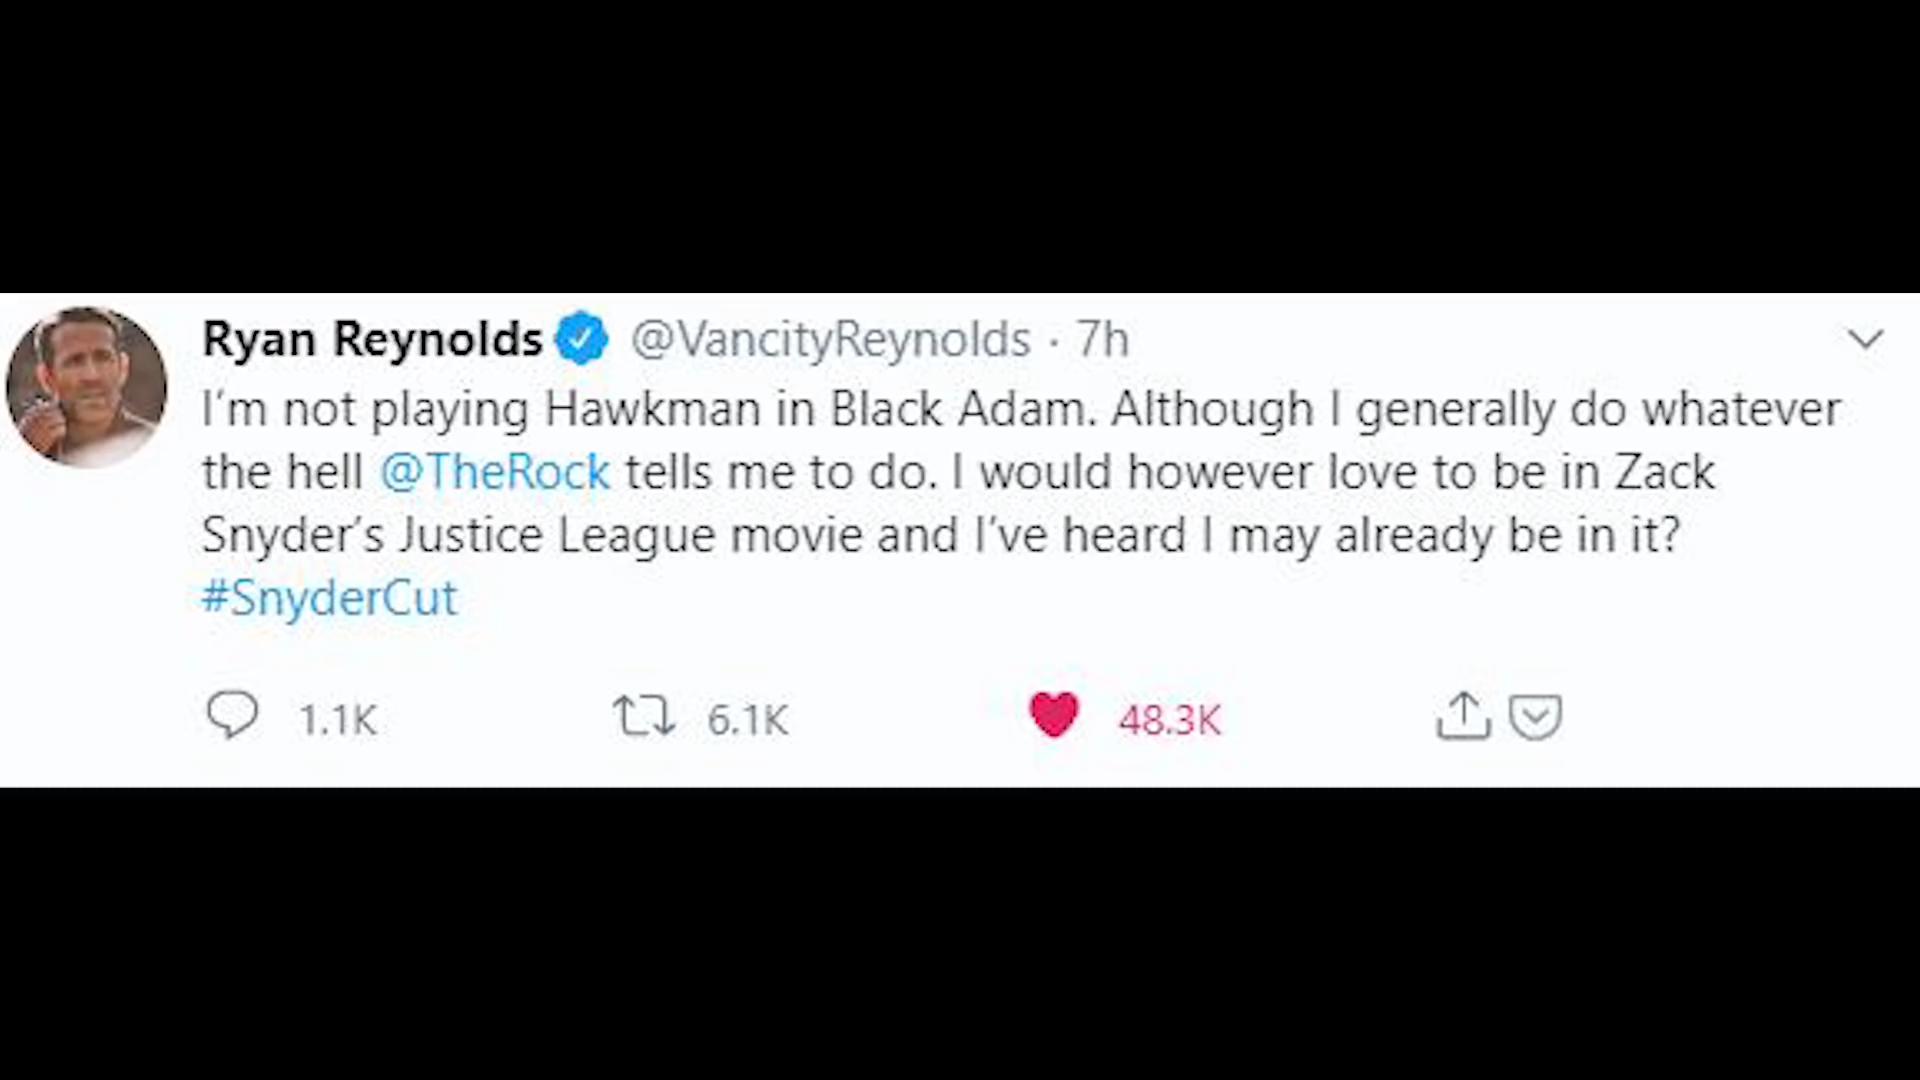 Ryan Reynolds @VancityReynolds · 7h
I'm not playing Hawkman in Black Adam. Although I generally do whatever
the hell @TheRock tells me to do. I would however love to be in Zack
Snyder's Justice League movie and I've heard I may already be in it?
#SnyderCut
1.1K 6.1K 48.3K